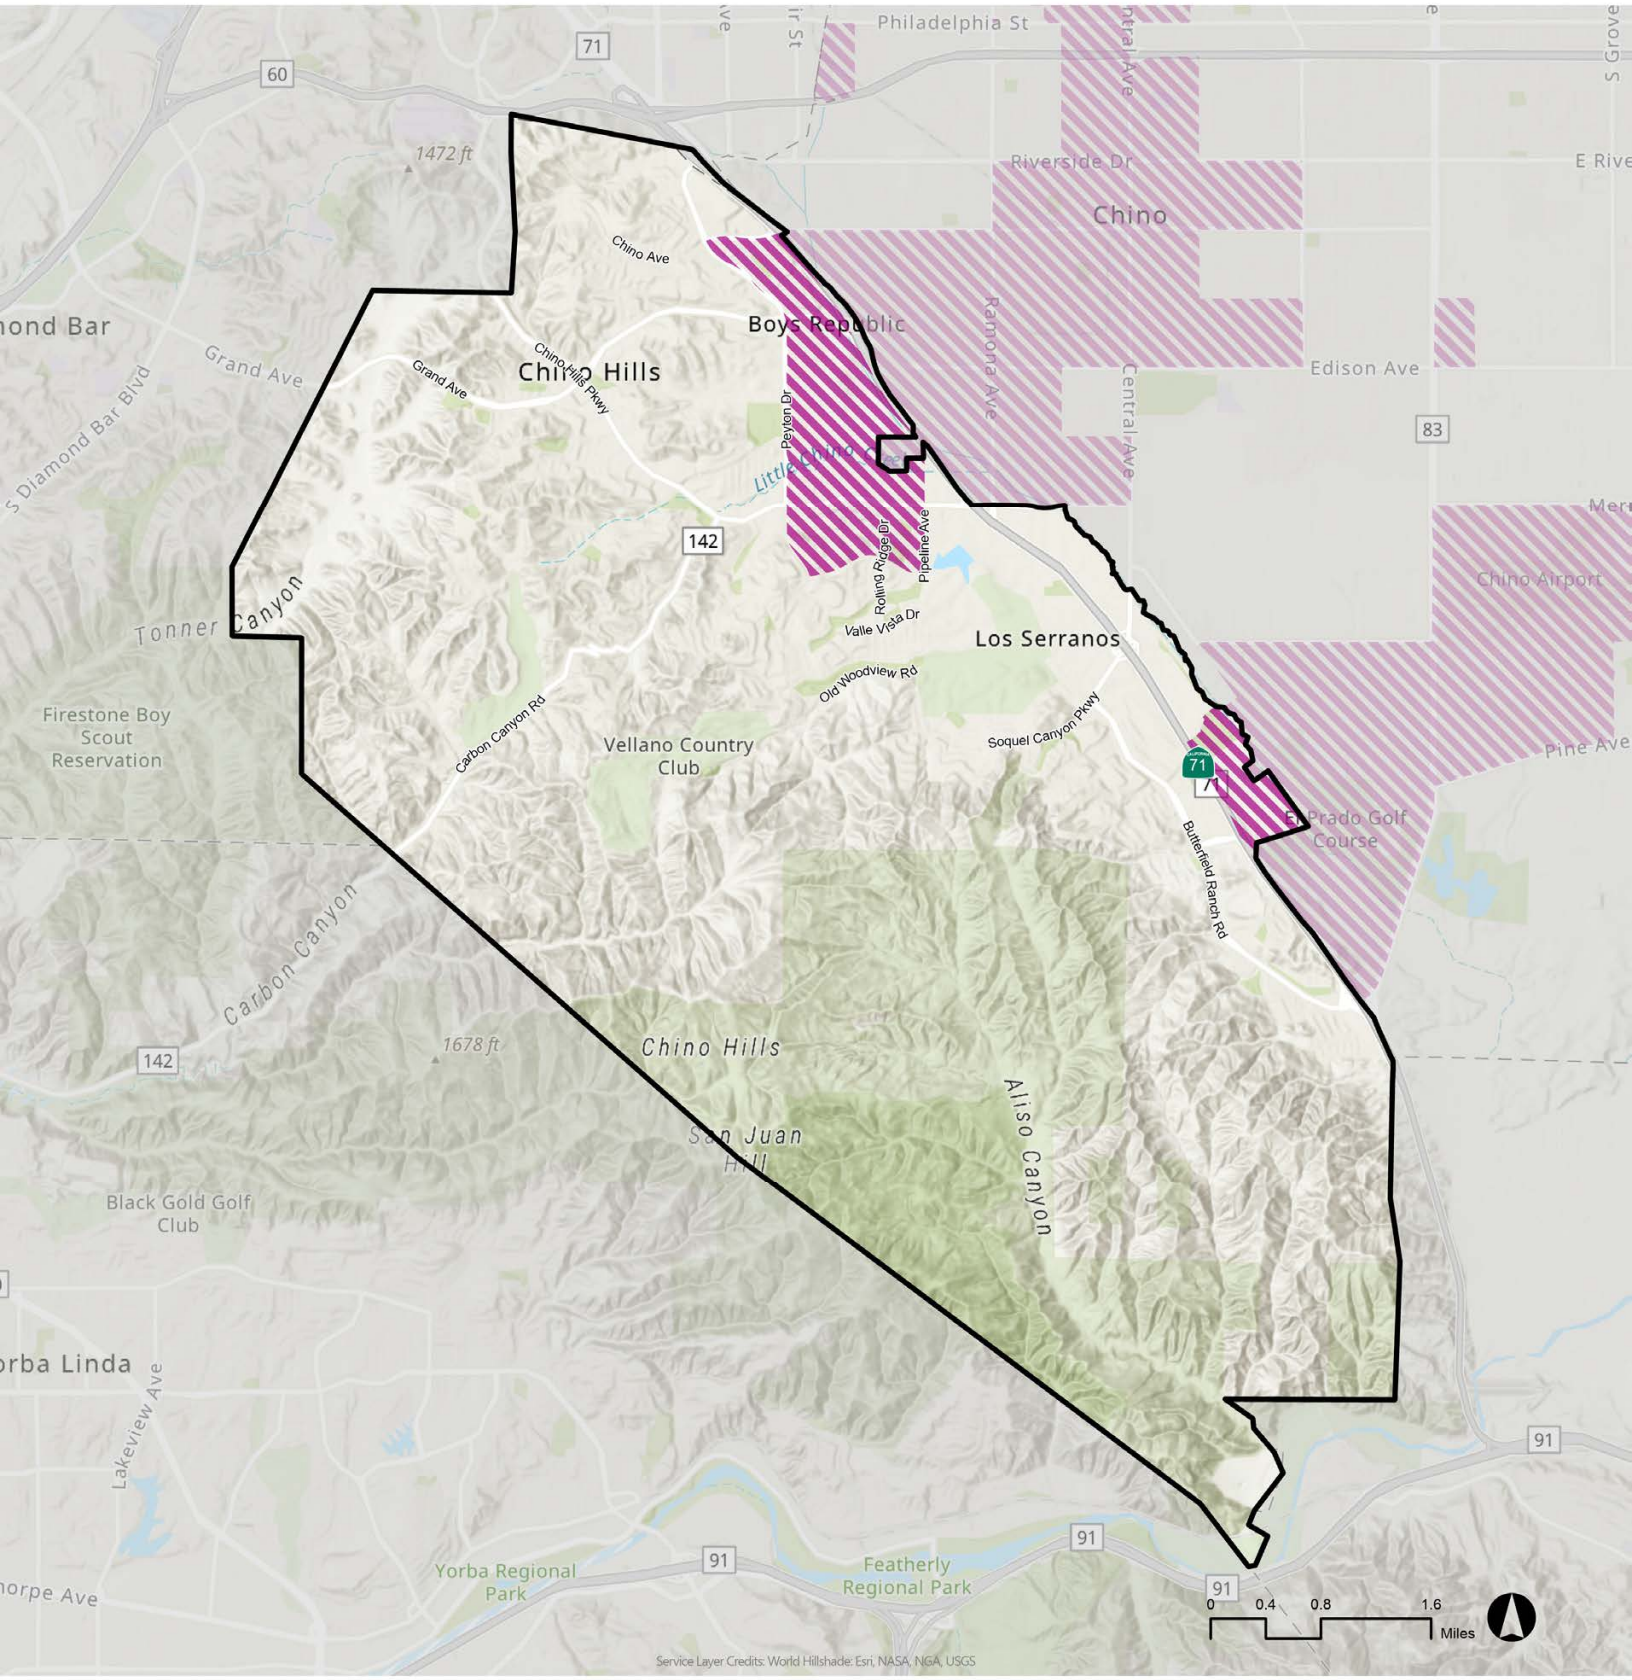 Philadelphia St
71
60
1472 ft
Riverside Dr
E Rive
S Grove
Chino
Chino Ave
mond Bar
Boys Republic
Ramona Ave
Grand Ave
Chino Hills
Chino Hills Pkwy
Grand Ave
Edison Ave
Central Ave
Peyton Dr
83
S Diamond Bar Blvd
Little Chino Creek
142
Pipeline Ave
Rolling Ridge Dr
Chino Airport
Tonner Canyon
Valle Vista Dr
Los Serranos
Old Woodview Rd
Soquel Canyon Pkwy
Carbon Canyon Rd
Firestone Boy
Scout
Reservation
Vellano Country
Club
Pine Ave
71
71
El Prado Golf
Course
Butterfield Ranch Rd
Carbon Canyon
Chino Hills
1678 ft
142
San Juan
Hill
Aliso Canyon
Black Gold Golf
Club
orba Linda
Lakeview Ave
91
91
91
91
Yorba Regional
Park
Featherly
Regional Park
horpe Ave
0 0.4 0.8 1.6
Miles
Service Layer Credits: World Hillshade: Esri, NASA, NGA, USGS